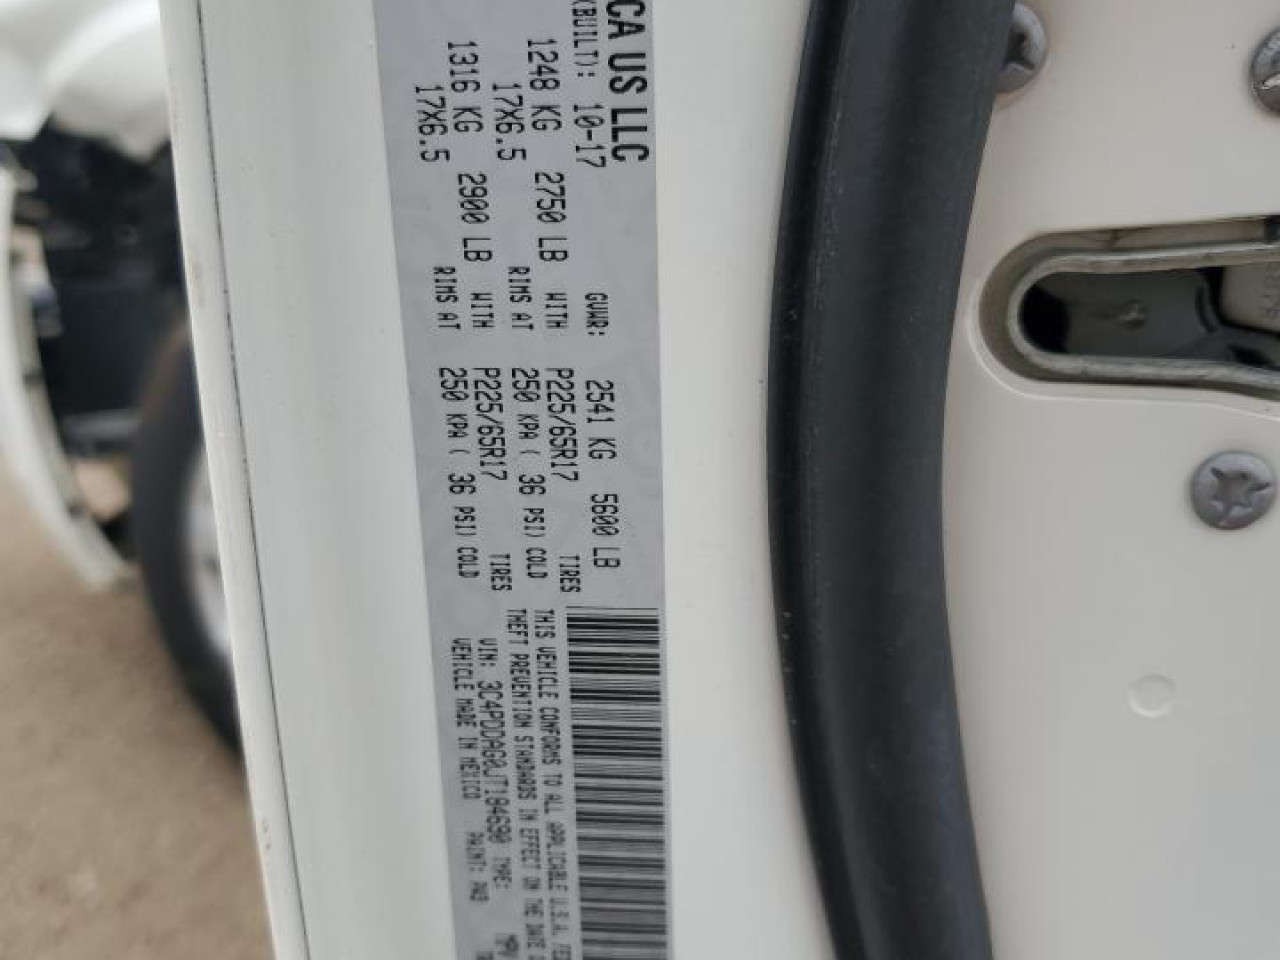 CA US LLC
(BUILT): 10-17 GVWR: 2541 KG 5600 LB
1248 KG 2750 LB WITH P225/65R17 TIRES
17X6.5 RIMS AT 250 KPA ( 36 PSI) COLD
1316 KG 2900 LB WITH P225/65R17 TIRES
17X6.5 RIMS AT 250 KPA ( 36 PSI) COLD
THIS VEHICLE CONFORMS TO ALL APPLICABLE U.S.A. FE
THEFT PREVENTION STANDARDS IN EFFECT ON THE DATE O
VIN: 3C4PDDAG0JT184690 TYPE: MPV
VEHICLE MADE IN MEXICO PAINT: PW3